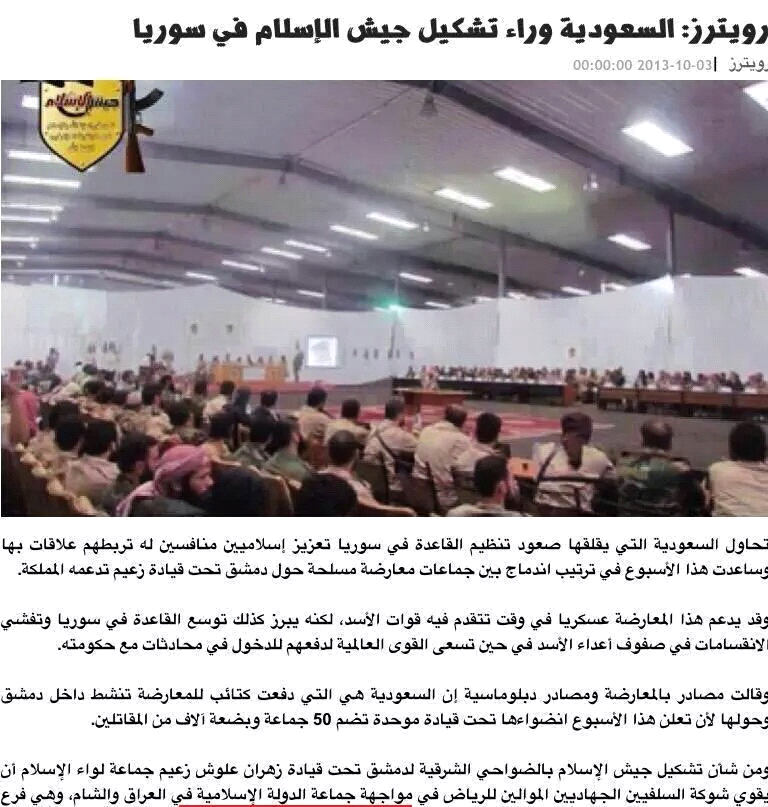 رويترز: السعودية وراء تشكيل جيش الإسلام في سوريا
رويترز | 2013-10-03 00:00:00
جيش الإسلام
تحاول السعودية التي يقلقها صعود تنظيم القاعدة في سوريا تعزيز إسلاميين منافسين له تربطهم علاقات بها
وساعدت هذا الأسبوع في ترتيب اندماج بين جماعات معارضة مسلحة حول دمشق تحت قيادة زعيم تدعمه المملكة.
وقد يدعم هذا المعارضة عسكريا في وقت تتقدم فيه قوات الأسد، لكنه يبرز كذلك توسع القاعدة في سوريا وتفشي
الانقسامات في صفوف أعداء الأسد في حين تسعى القوى العالمية لدفعهم للدخول في محادثات مع حكومته.
وقالت مصادر بالمعارضة ومصادر دبلوماسية إن السعودية هي التي دفعت كتائب للمعارضة تنشط داخل دمشق
وحولها لأن تعلن هذا الأسبوع انضواءها تحت قيادة موحدة تضم 50 جماعة وبضعة آلاف من المقاتلين.
ومن شأن تشكيل جيش الإسلام بالضواحي الشرقية لدمشق تحت قيادة زهران علوش زعيم جماعة لواء الإسلام أن
يقوي شوكة السلفيين الجهاديين الموالين للرياض في مواجهة جماعة الدولة الإسلامية في العراق والشام، وهي فرع